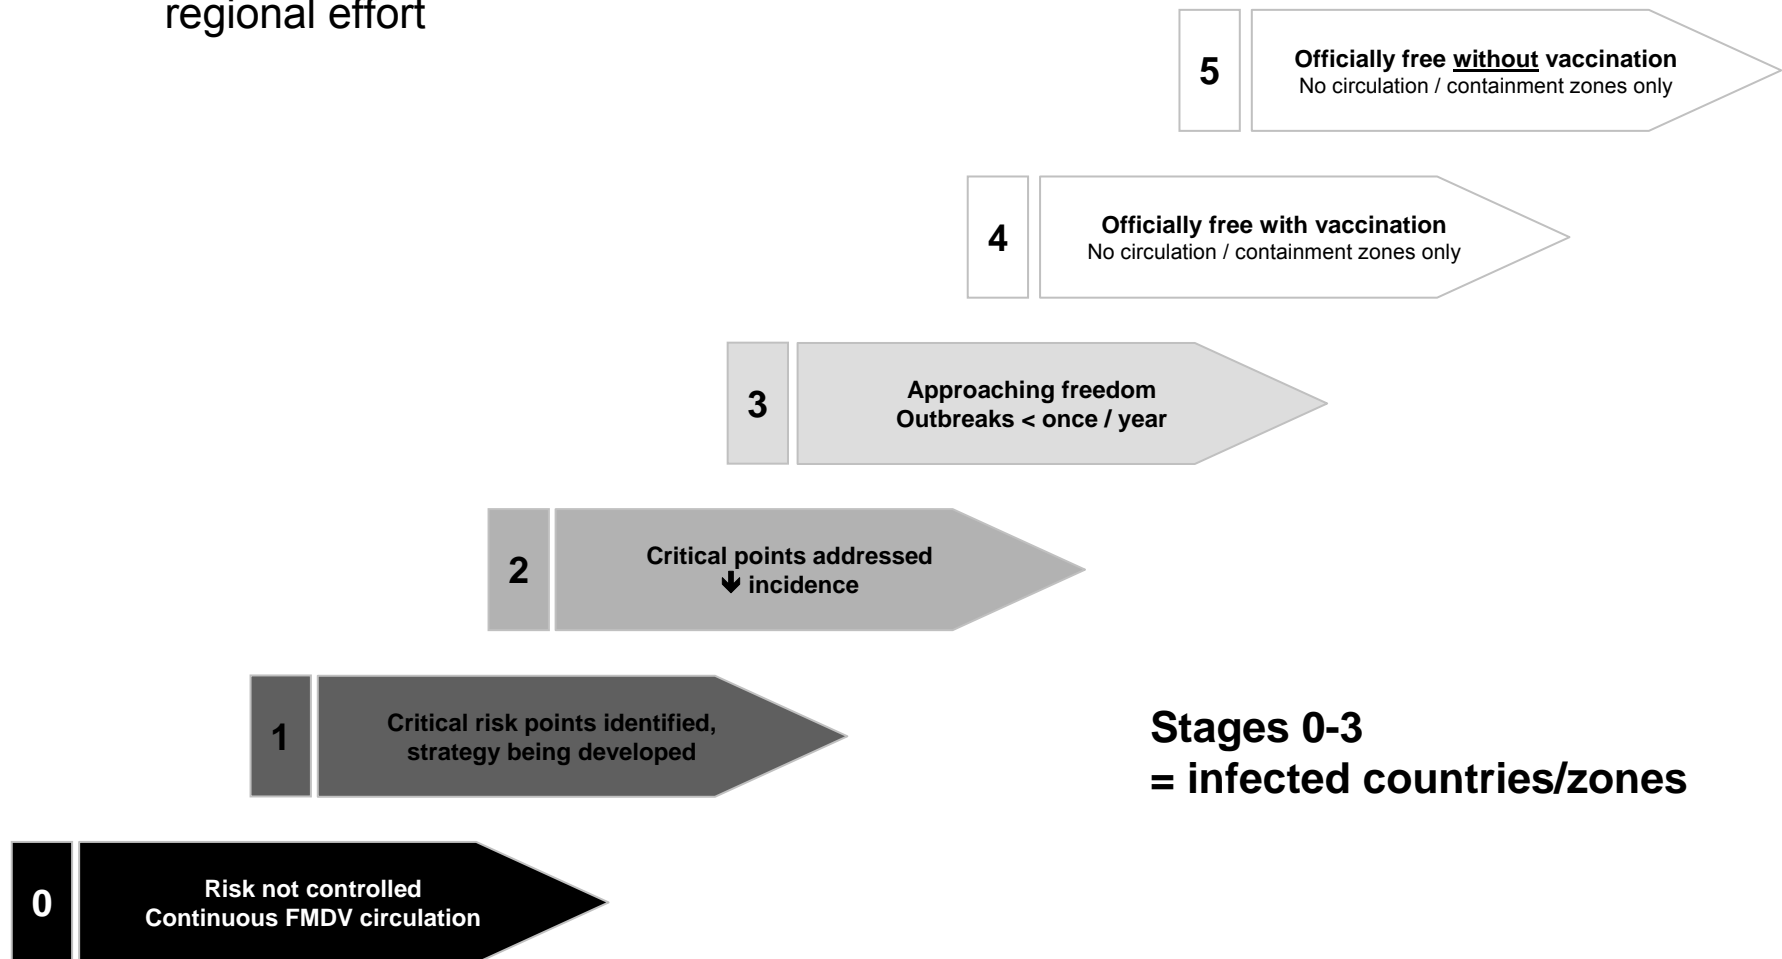 regional effort
5
Officially free without vaccination
No circulation / containment zones only
4
Officially free with vaccination
No circulation / containment zones only
3
Approaching freedom
Outbreaks < once / year
2
Critical points addressed
🡻 incidence
1
Critical risk points identified,
strategy being developed
Stages 0-3
= infected countries/zones
0
Risk not controlled
Continuous FMDV circulation